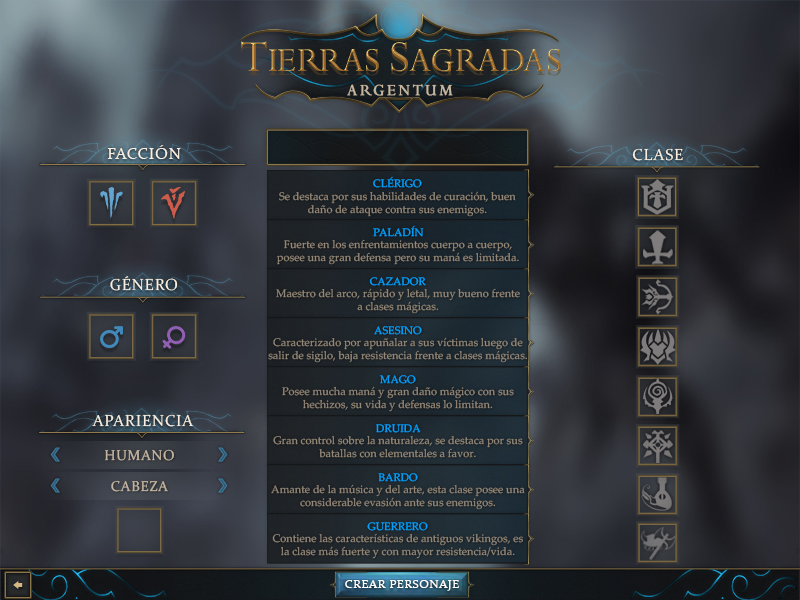 TIERRAS SAGRADAS
ARGENTUM
FACCIÓN
GÉNERO
APARIENCIA
HUMANO
CABEZA
CLÉRIGO
Se destaca por sus habilidades de curación, buen
daño de ataque contra sus enemigos.
PALADÍN
Fuerte en los enfrentamientos cuerpo a cuerpo,
posee una gran defensa pero su maná es limitada.
CAZADOR
Maestro del arco, rápido y letal, muy bueno frente
a clases mágicas.
ASESINO
Caracterizado por apuñalar a sus víctimas luego de
salir de sigilo, baja resistencia frente a clases mágicas.
MAGO
Posee mucha maná y gran daño mágico con sus
hechizos, su vida y defensas lo limitan.
DRUIDA
Gran control sobre la naturaleza, se destaca por sus
batallas con elementales a favor.
BARDO
Amante de la música y del arte, esta clase posee una
considerable evasión ante sus enemigos.
GUERRERO
Contiene las características de antiguos vikingos, es
la clase más fuerte y con mayor resistencia/vida.
CLASE
CREAR PERSONAJE